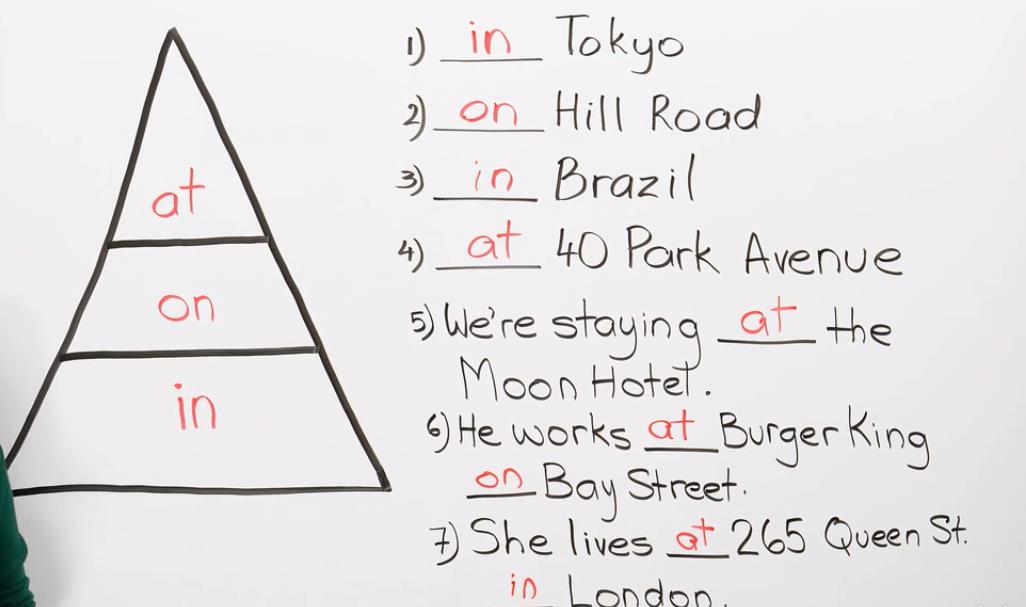 at
on
in
1) in Tokyo
2) on Hill Road
3) in Brazil
4) at 40 Park Avenue
5) We're staying at the
Moon Hotel.
6) He works at Burger King
on Bay Street.
7) She lives at 265 Queen St.
in London.